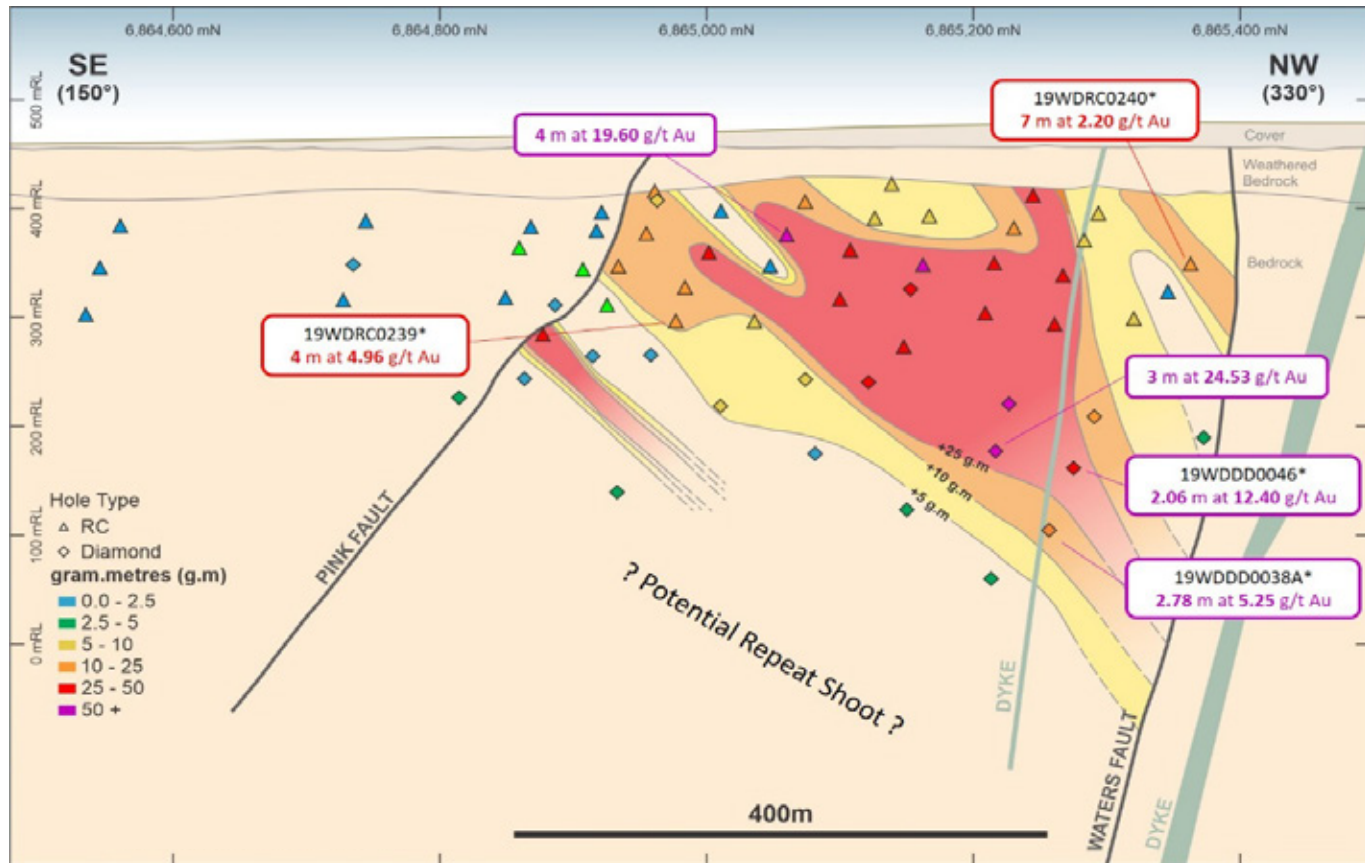 6,864,600 mN
6,864,800 mN
6,865,000 mN
6,865,200 mN
6,865,400 mN
SE
(150°)
NW
(330°)
500 mRL
400 mRL
300 mRL
200 mRL
100 mRL
0 mRL
19WDRC0240*
7 m at 2.20 g/t Au
4 m at 19.60 g/t Au
Cover
Weathered
Bedrock
Bedrock
19WDRC0239*
4 m at 4.96 g/t Au
3 m at 24.53 g/t Au
19WDDD0046*
2.06 m at 12.40 g/t Au
19WDDD0038A*
2.78 m at 5.25 g/t Au
+25 g.m
+10 g.m
+5 g.m
PINK FAULT
? Potential Repeat Shoot ?
DYKE
WATERS FAULT
DYKE
Hole Type
RC
Diamond
gram.metres (g.m)
0.0 - 2.5
2.5 - 5
5 - 10
10 - 25
25 - 50
50 +
400m